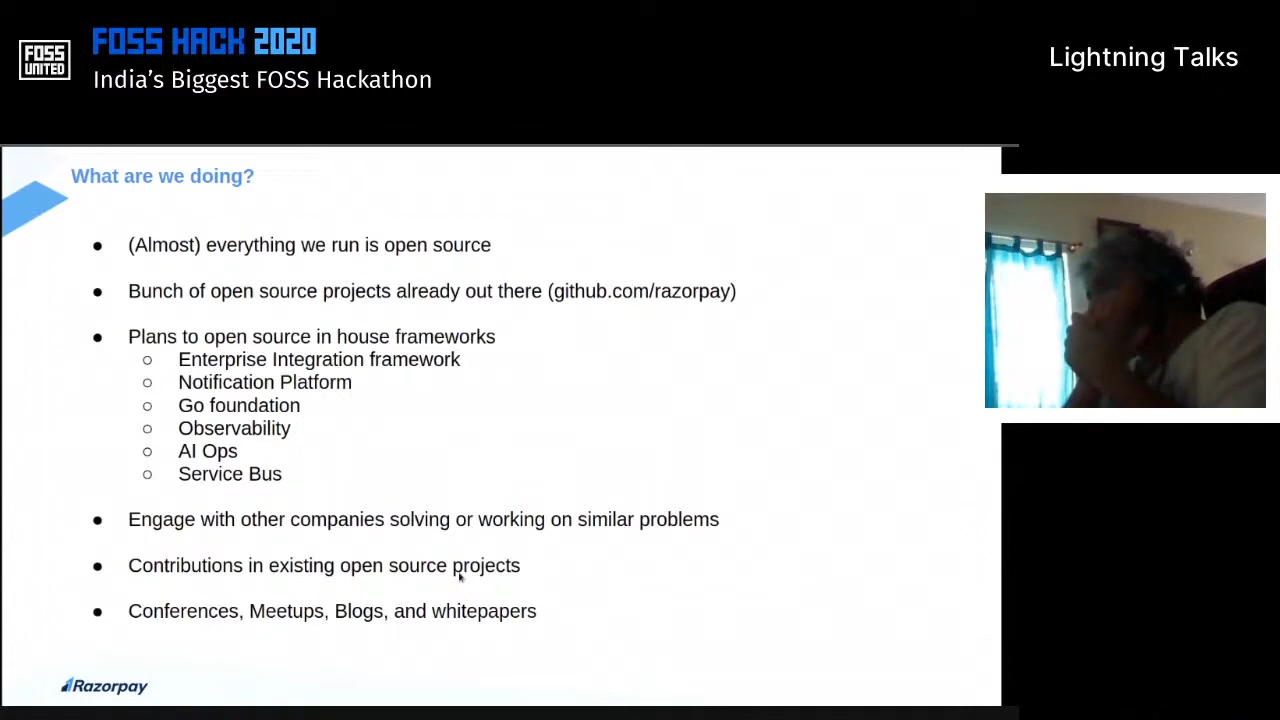 FOSS
UNITED
FOSS HACK 2020
India's Biggest FOSS Hackathon
Lightning Talks
What are we doing?
● (Almost) everything we run is open source
● Bunch of open source projects already out there (github.com/razorpay)
● Plans to open source in house frameworks
○ Enterprise Integration framework
○ Notification Platform
○ Go foundation
○ Observability
○ AI Ops
○ Service Bus
● Engage with other companies solving or working on similar problems
● Contributions in existing open source projects
● Conferences, Meetups, Blogs, and whitepapers
Razorpay